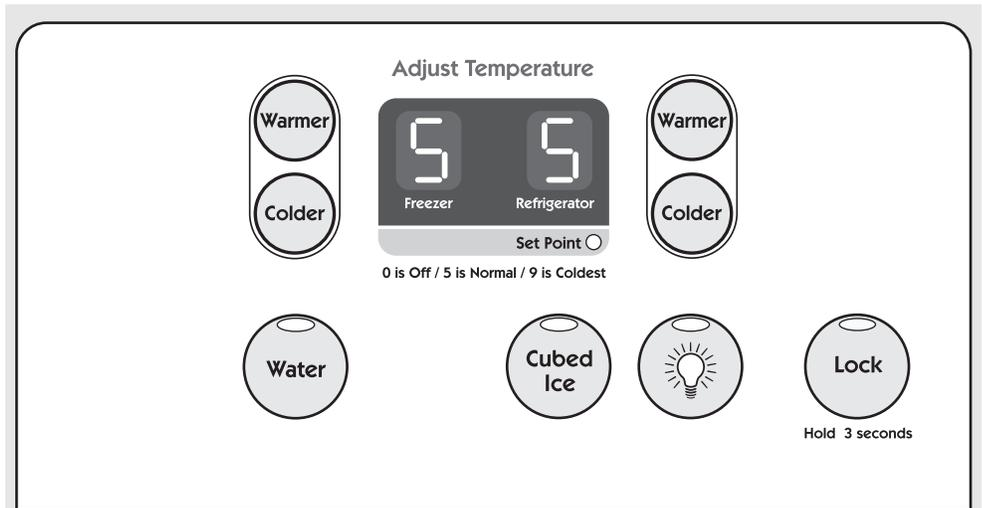 Adjust Temperature
Warmer
Warmer
5 5
Colder
Freezer Refrigerator
Colder
Set Point
0 is Off / 5 is Normal / 9 is Coldest
Water
Cubed
Ice
Lock
Hold 3 seconds